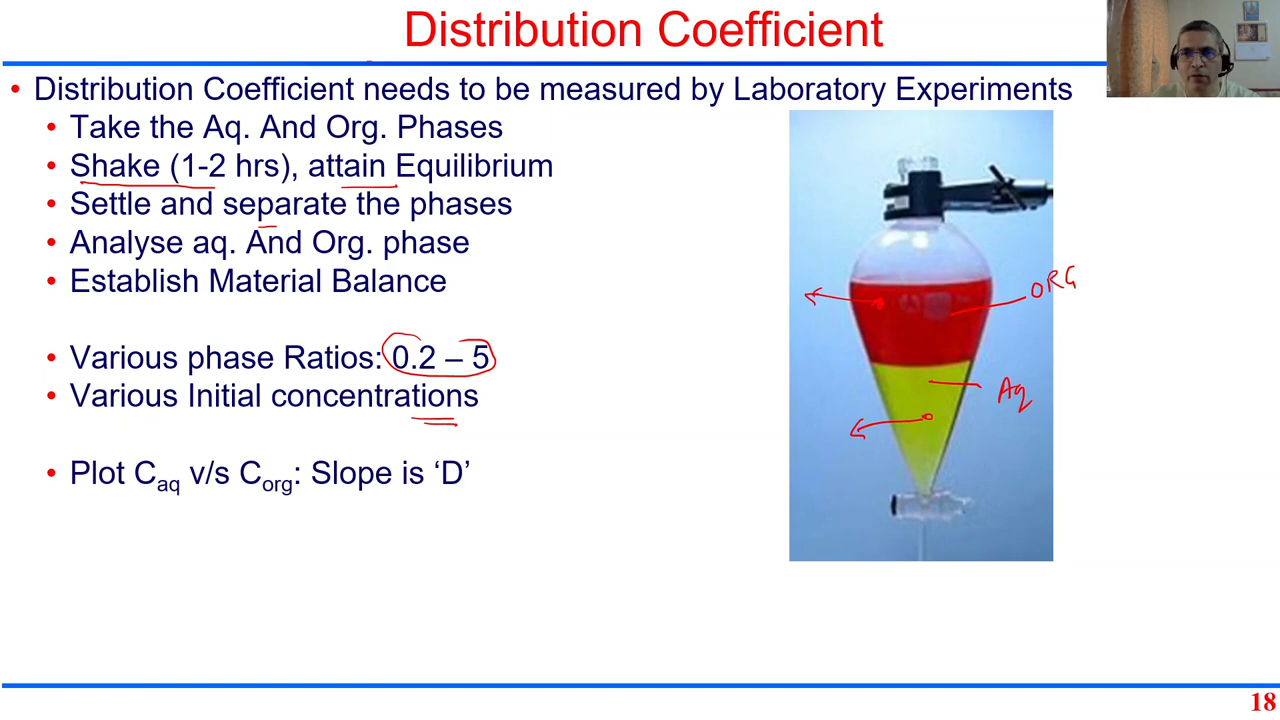 Distribution Coefficient
• Distribution Coefficient needs to be measured by Laboratory Experiments
• Take the Aq. And Org. Phases
• Shake (1-2 hrs), attain Equilibrium
• Settle and separate the phases
• Analyse aq. And Org. phase
• Establish Material Balance
• Various phase Ratios: 0.2 – 5
• Various Initial concentrations
• Plot Caq v/s Corg: Slope is ‘D’
ORG
Aq
18